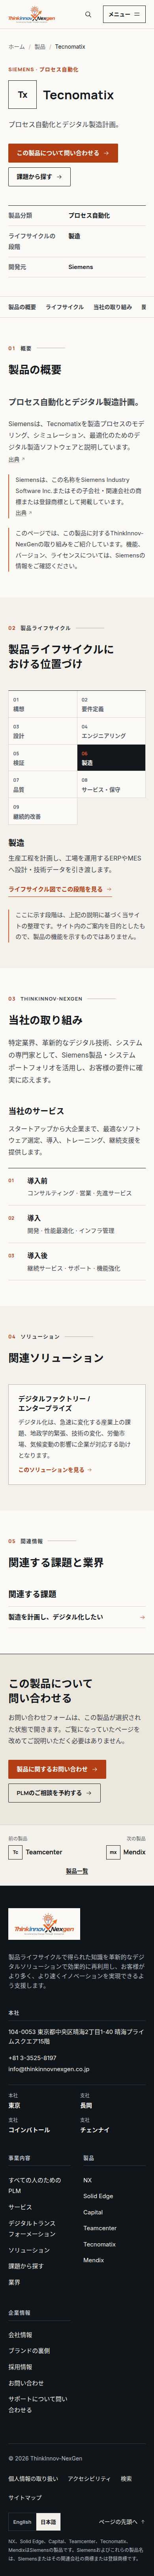 Thinkinnov Nexgen
メニュー
ホーム / 製品 / Tecnomatix
SIEMENS · プロセス自動化
Tx
Tecnomatix
プロセス自動化とデジタル製造計画。
この製品について問い合わせる →
課題から探す →
製品分類 プロセス自動化
ライフサイクルの
段階
製造
開発元 Siemens
製品の概要 ライフサイクル 当社の取り組み
01 概要
製品の概要
プロセス自動化とデジタル製造計画。
Siemensは、Tecnomatixを製造プロセスのモデ
リング、シミュレーション、最適化のためのデ
ジタル製造ソフトウェアと説明しています。
出典 ↗
Siemensは、この名称をSiemens Industry
Software Inc.またはその子会社・関連会社の商
標または登録商標として掲載しています。
出典 ↗
このページでは、この製品に対するThinkInnov-
NexGenの取り組みをご紹介しています。機能、
バージョン、ライセンスについては、Siemensの
情報をご確認ください。
02 製品ライフサイクル
製品ライフサイクルに
おける位置づけ
01
構想
02
要件定義
03
設計
04
エンジニアリング
05
検証
06
製造
07
品質
08
サービス・保守
09
継続的改善
製造
生産工程を計画し、工場を運用するERPやMES
へ設計・技術データを引き渡します。
ライフサイクル図でこの段階を見る →
ここに示す段階は、上記の説明に基づく当サイ
トの整理です。サイト内のご案内を目的としたも
ので、製品の機能を示すものではありません。
03 THINKINNOV-NEXGEN
当社の取り組み
特定業界、革新的なデジタル技術、システム
の専門家として、Siemens製品・システム
ポートフォリオを活用し、お客様の要件に確
実に応えます。
当社のサービス
スタートアップから大企業まで、最適なソフト
ウェア選定、導入、トレーニング、継続支援を
提供します。
01 導入前
コンサルティング · 営業 · 先進サービス
02 導入
開発 · 性能最適化 · インフラ管理
03 導入後
継続サービス · サポート · 機能強化
04 ソリューション
関連ソリューション
デジタルファクトリー /
エンタープライズ
デジタル化は、急速に変化する産業上の課
題、地政学的緊張、技術の変化、労働市
場、気候変動の影響に企業が対応する助け
となります。
このソリューションを見る →
05 関連情報
関連する課題と業界
関連する課題
製造を計画し、デジタル化したい →
この製品について
問い合わせる
お問い合わせフォームは、この製品が選択され
た状態で開きます。ご覧になっていたページを
改めてご説明いただく必要はありません。
製品に関するお問い合わせ →
PLMのご相談を予約する →
前の製品
Tc Teamcenter
次の製品
mx Mendix
製品一覧
Thinkinnov Nexgen
製品ライフサイクルで得られた知識を革新的なデジ
タルソリューションで効果的に再利用し、お客様が
より多く、より速くイノベーションを実現できるよ
う支援します。
本社
104-0053 東京都中央区晴海2丁目1-40 晴海プライ
ムスクエア15階
+81 3-3525-8197
info@thinkinnovnexgen.co.jp
本社
東京
支社
長岡
支社
コインバトール
支社
チェンナイ
事業内容
すべての人のための
PLM
サービス
デジタルトランス
フォーメーション
ソリューション
課題から探す
業界
製品
NX
Solid Edge
Capital
Teamcenter
Tecnomatix
Mendix
企業情報
会社情報
ブランドの裏側
採用情報
お問い合わせ
サポートについて問い
合わせる
© 2026 ThinkInnov-NexGen
個人情報の取り扱い アクセシビリティ 検索
サイトマップ
English 日本語
ページの先頭へ ↑
NX、Solid Edge、Capital、Teamcenter、Tecnomatix、
MendixはSiemensの製品です。Siemensおよびこれらの製品名
は、Siemensまたはその関連会社の商標または登録商標です。